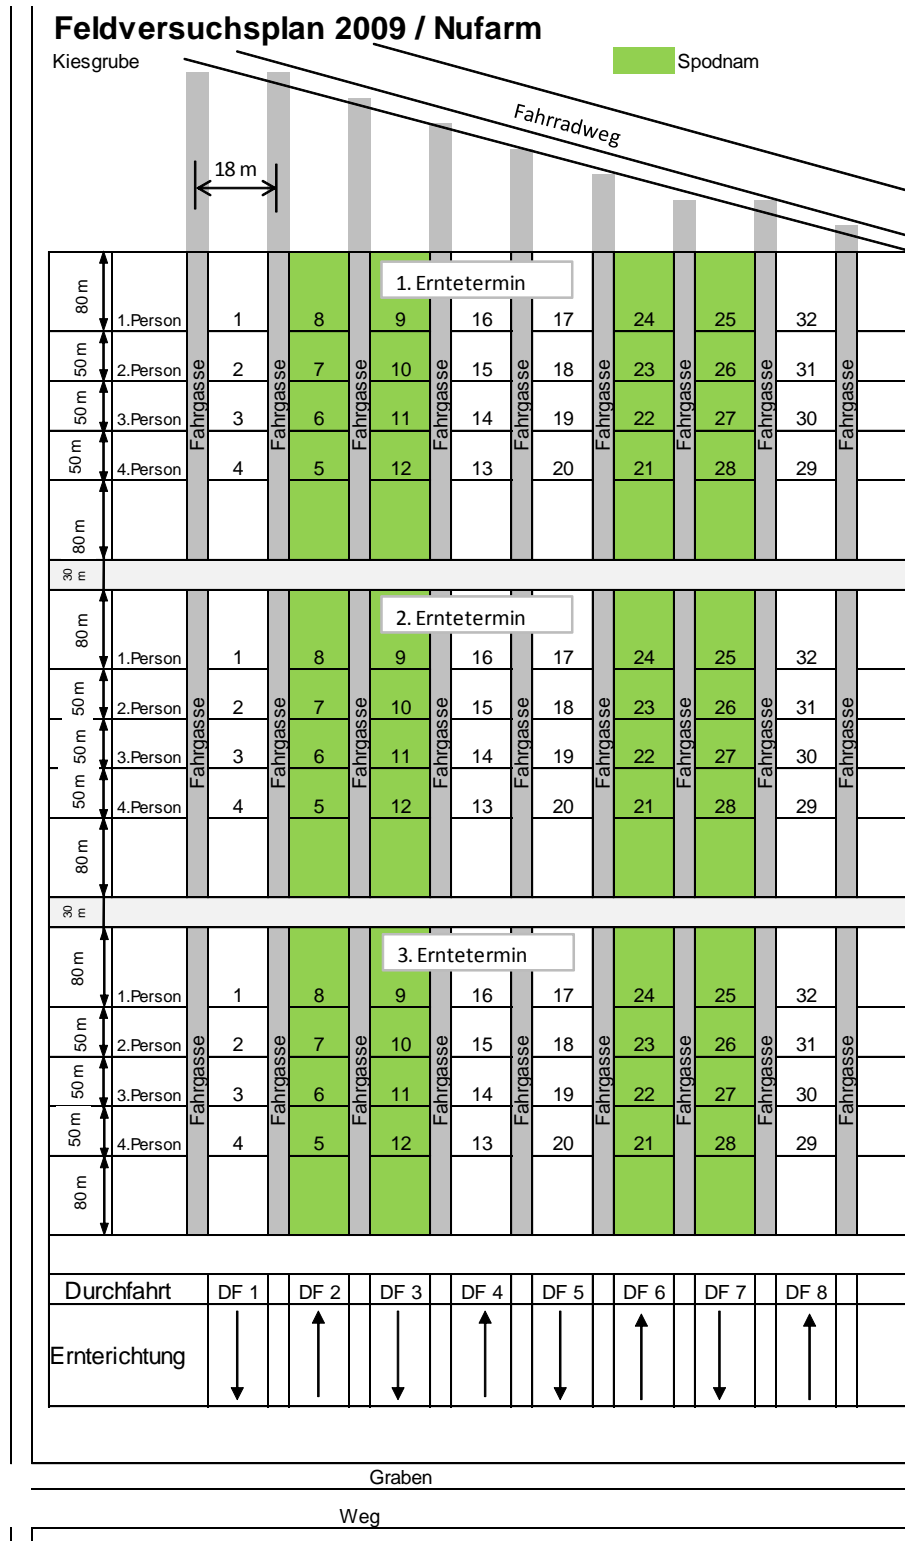 Feldversuchsplan 2009 / Nufarm
Kiesgrube
Spodnam
Fahrradweg
18 m
1. Erntetermin
80 m
1.Person 1 8 9 16 17 24 25 32
50 m
2.Person 2 7 10 15 18 23 26 31
50 m
3.Person 3 6 11 14 19 22 27 30
50 m
4.Person 4 5 12 13 20 21 28 29
80 m
Fahrgasse Fahrgasse Fahrgasse Fahrgasse Fahrgasse Fahrgasse Fahrgasse Fahrgasse Fahrgasse
30 m
2. Erntetermin
80 m
1.Person 1 8 9 16 17 24 25 32
50 m
2.Person 2 7 10 15 18 23 26 31
50 m
3.Person 3 6 11 14 19 22 27 30
50 m
4.Person 4 5 12 13 20 21 28 29
80 m
Fahrgasse Fahrgasse Fahrgasse Fahrgasse Fahrgasse Fahrgasse Fahrgasse Fahrgasse Fahrgasse
30 m
3. Erntetermin
80 m
1.Person 1 8 9 16 17 24 25 32
50 m
2.Person 2 7 10 15 18 23 26 31
50 m
3.Person 3 6 11 14 19 22 27 30
50 m
4.Person 4 5 12 13 20 21 28 29
80 m
Fahrgasse Fahrgasse Fahrgasse Fahrgasse Fahrgasse Fahrgasse Fahrgasse Fahrgasse Fahrgasse
Durchfahrt DF 1 DF 2 DF 3 DF 4 DF 5 DF 6 DF 7 DF 8
Ernterichtung
Graben
Weg